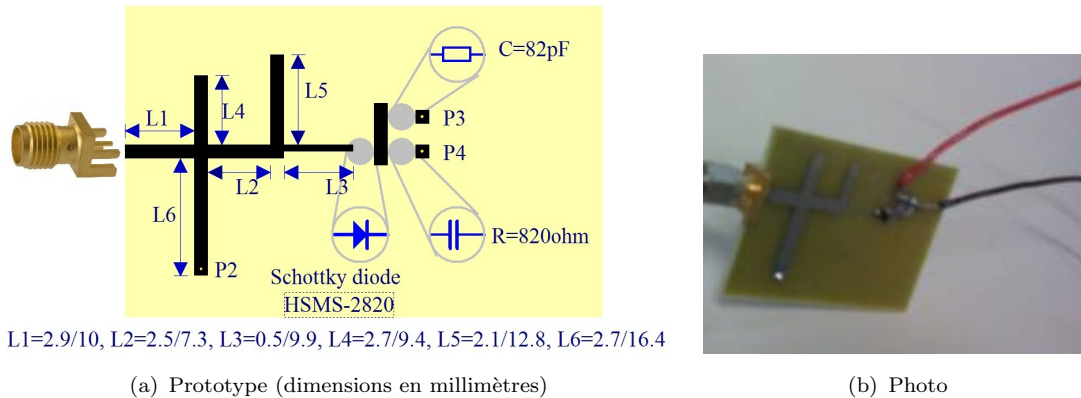 C=82pF
L1
L4
L5
P3
P4
L2
L3
L6
P2
R=820ohm
Schottky diode
HSMS-2820
L1=2.9/10, L2=2.5/7.3, L3=0.5/9.9, L4=2.7/9.4, L5=2.1/12.8, L6=2.7/16.4
(a) Prototype (dimensions en millimètres)
(b) Photo